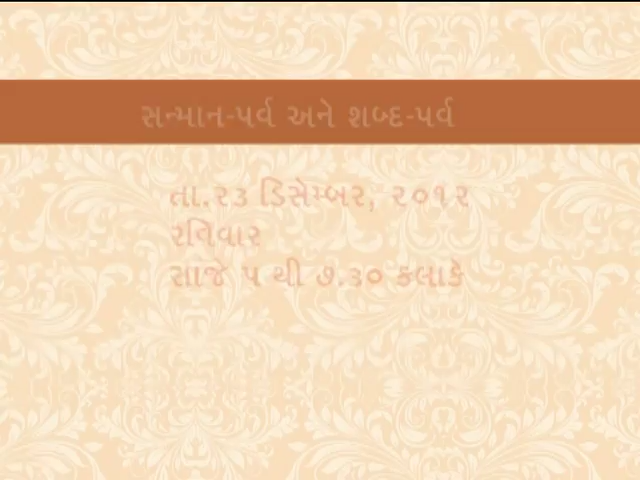 સન્માન-પર્વ અને શબ્દ-પર્વ
તા.૨૩ ડિસેમ્બર, ૨૦૧૨
રવિવાર
સાજે ૫ થી ૭.૩૦ કલાકે